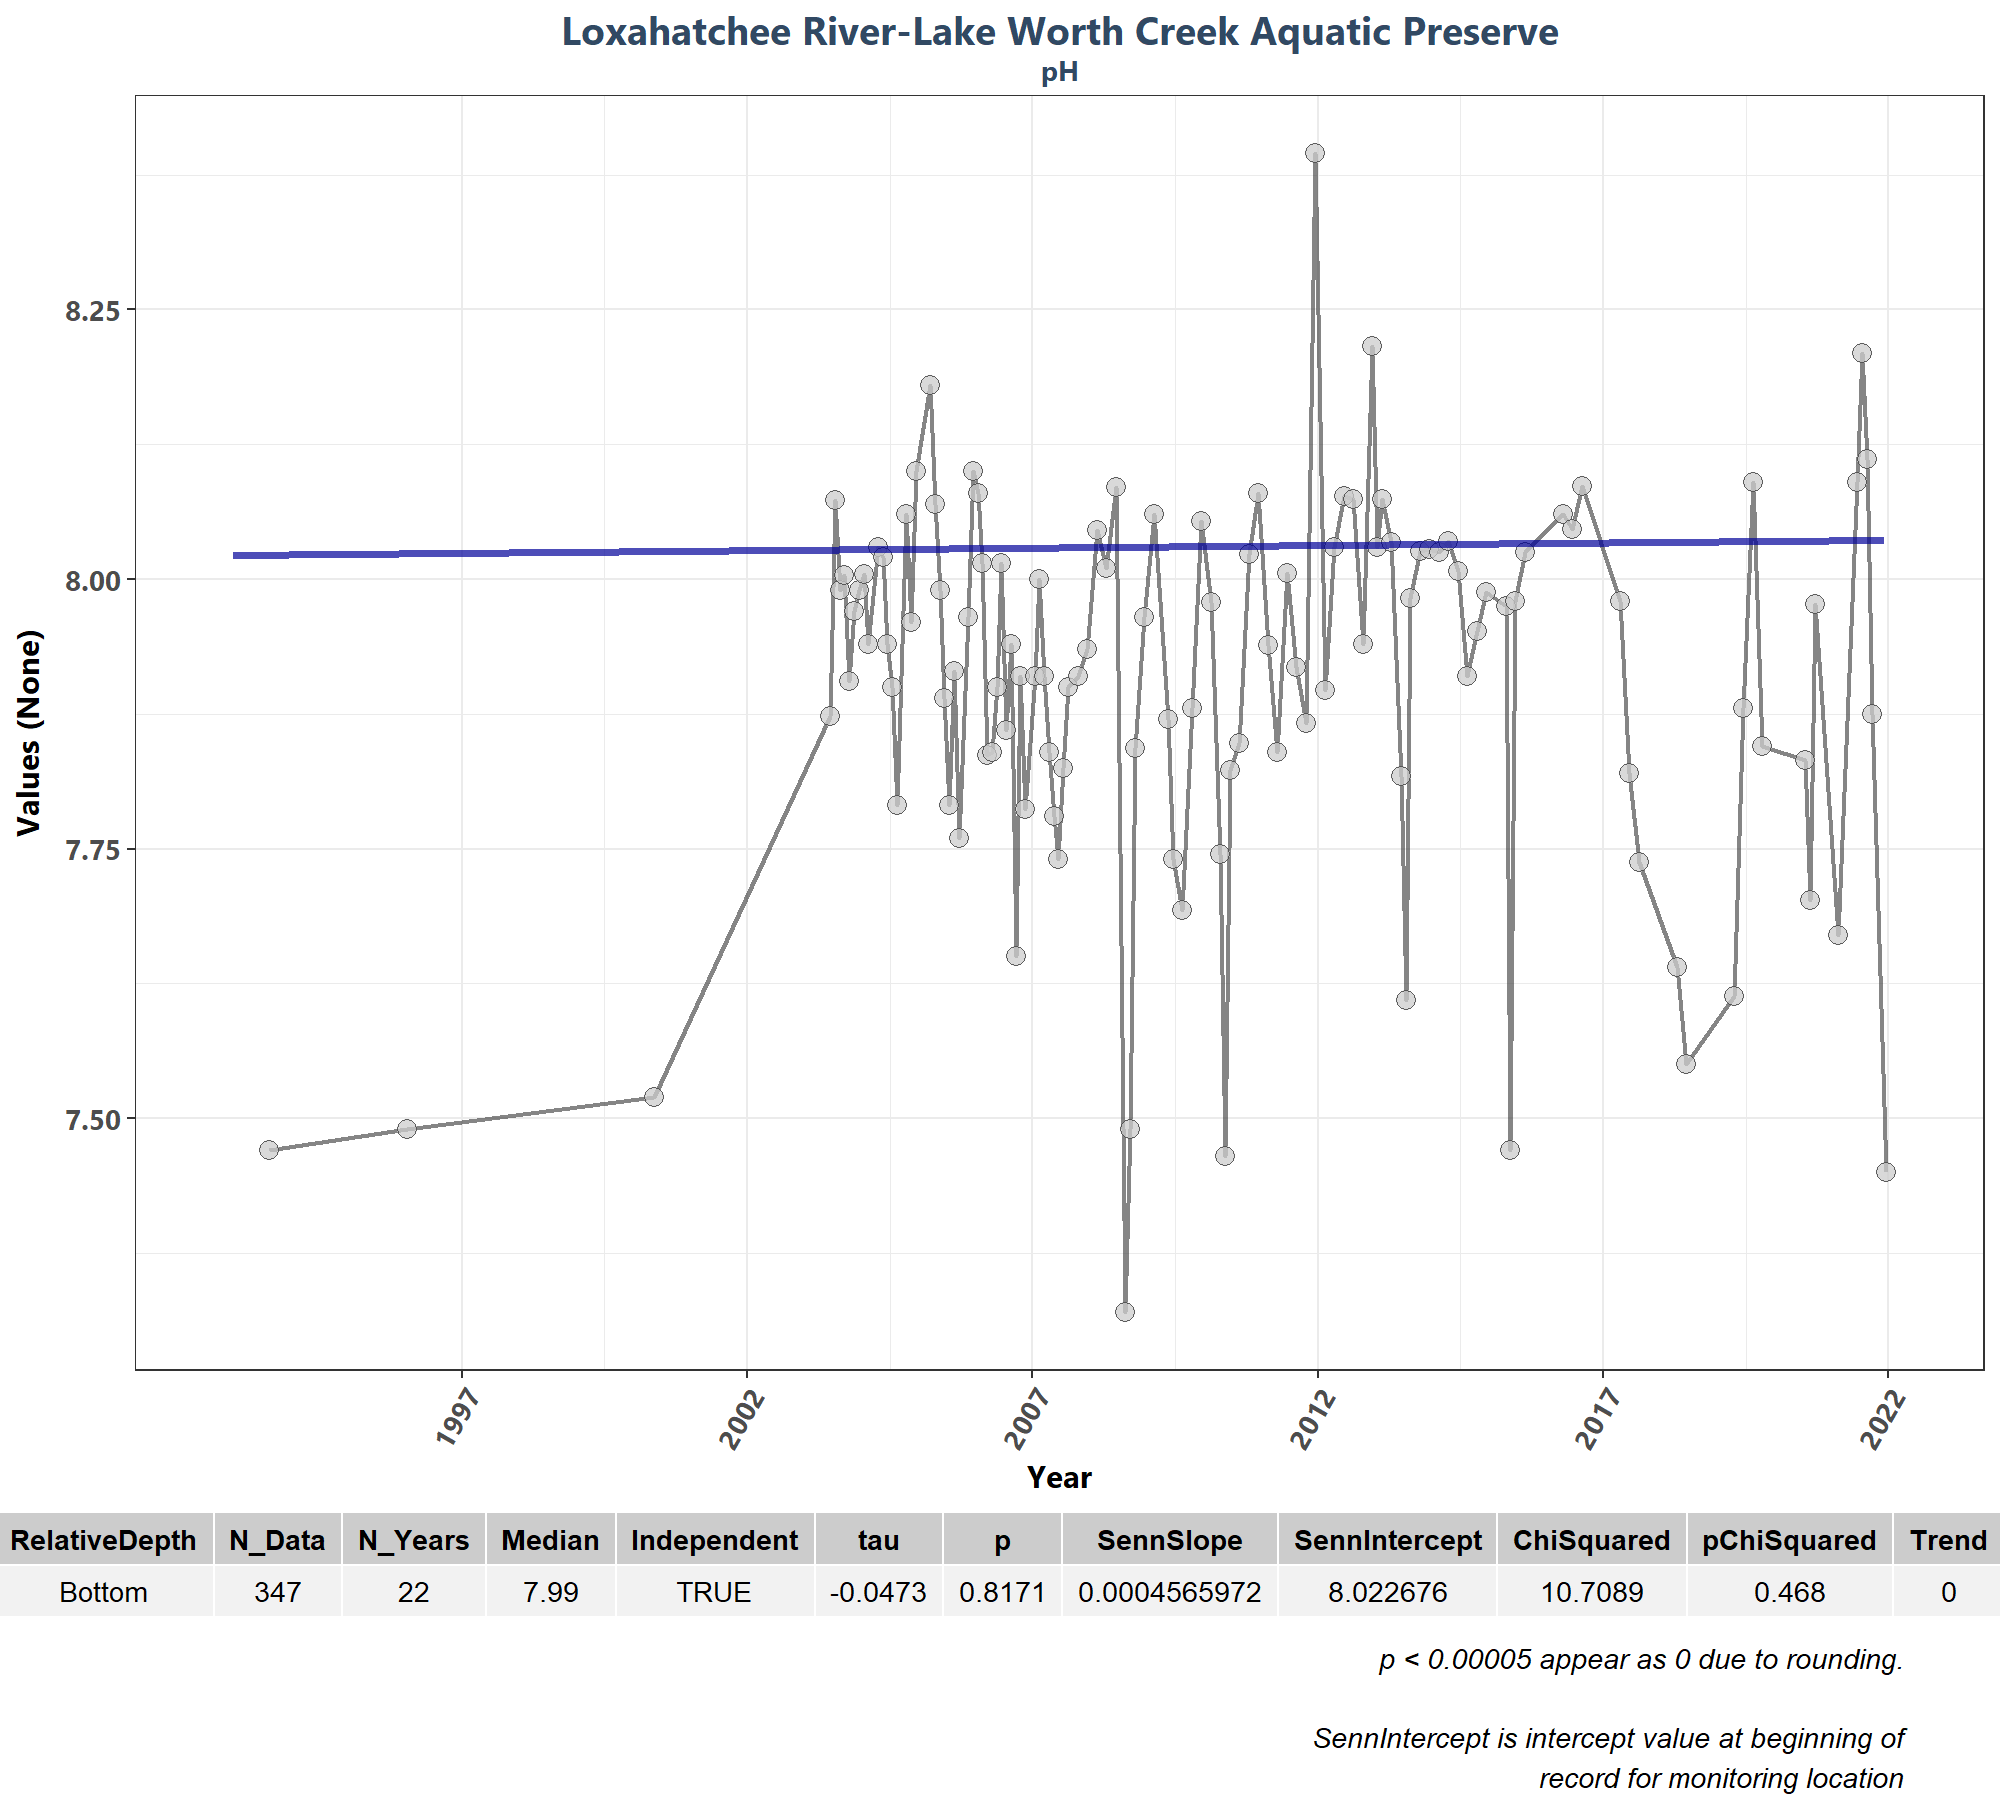 Loxahatchee River-Lake Worth Creek Aquatic Preserve
pH
8.25
8.00
7.75
7.50
Values (None)
1997
2002
2007
2012
2017
2022
Year
RelativeDepth N_Data N_Years Median Independent tau p SennSlope SennIntercept ChiSquared pChiSquared Trend
Bottom 347 22 7.99 TRUE -0.0473 0.8171 0.0004565972 8.022676 10.7089 0.468 0
p < 0.00005 appear as 0 due to rounding.
SennIntercept is intercept value at beginning of
record for monitoring location